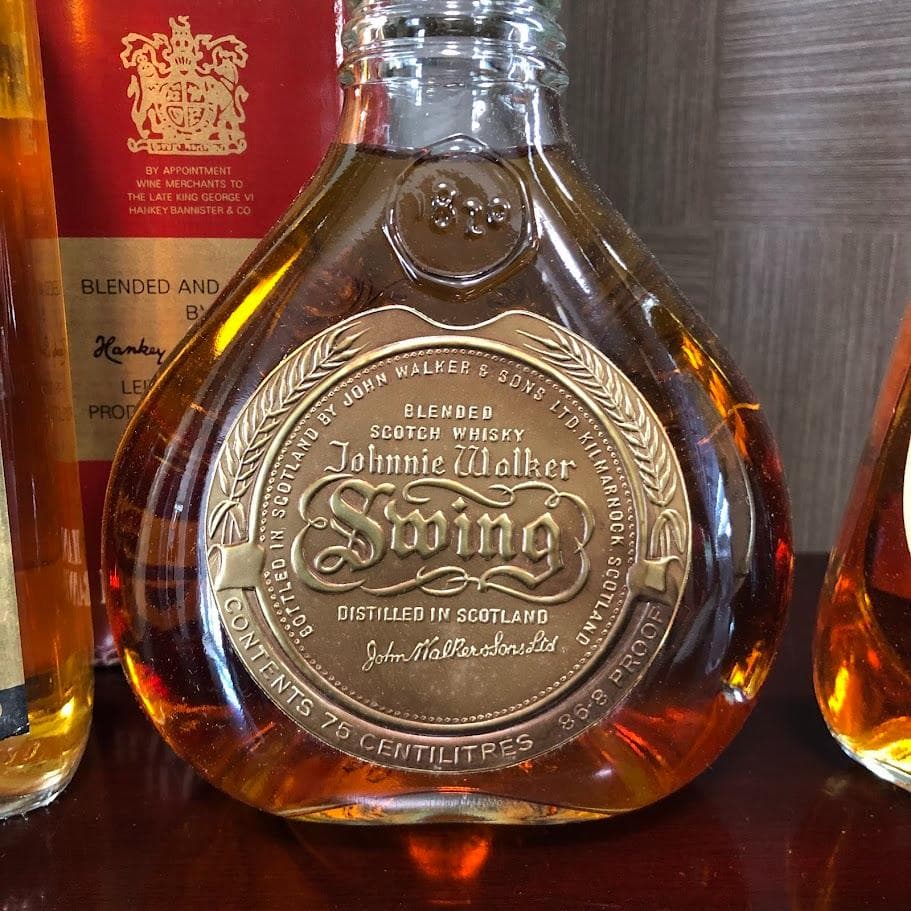 BY APPOINTMENT
WINE MERCHANTS TO
THE LATE KING GEORGE VI
HANKEY BANNISTER & CO
BLENDED AND
BY
Hankey
PROD
BOTTLED IN SCOTLAND BY JOHN WALKER & SONS LTD KILMARNOCK, SCOTLAND
BLENDED
SCOTCH WHISKY
Johnnie Walker
Swing
DISTILLED IN SCOTLAND
John Walker & Sons Ltd
CONTENTS 75 CENTILITRES 86·8 PROOF